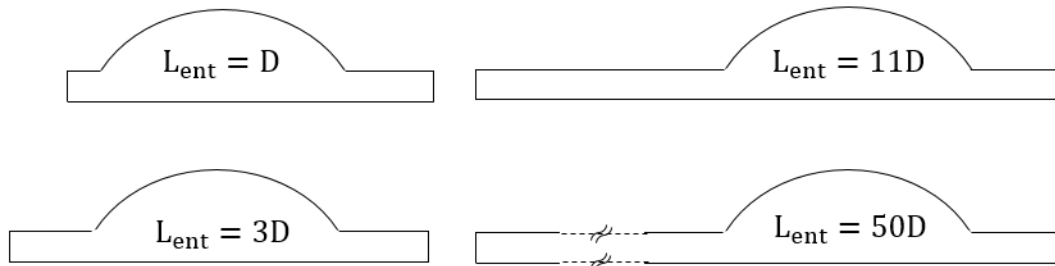 L_ent = D
L_ent = 11D
L_ent = 3D
L_ent = 50D